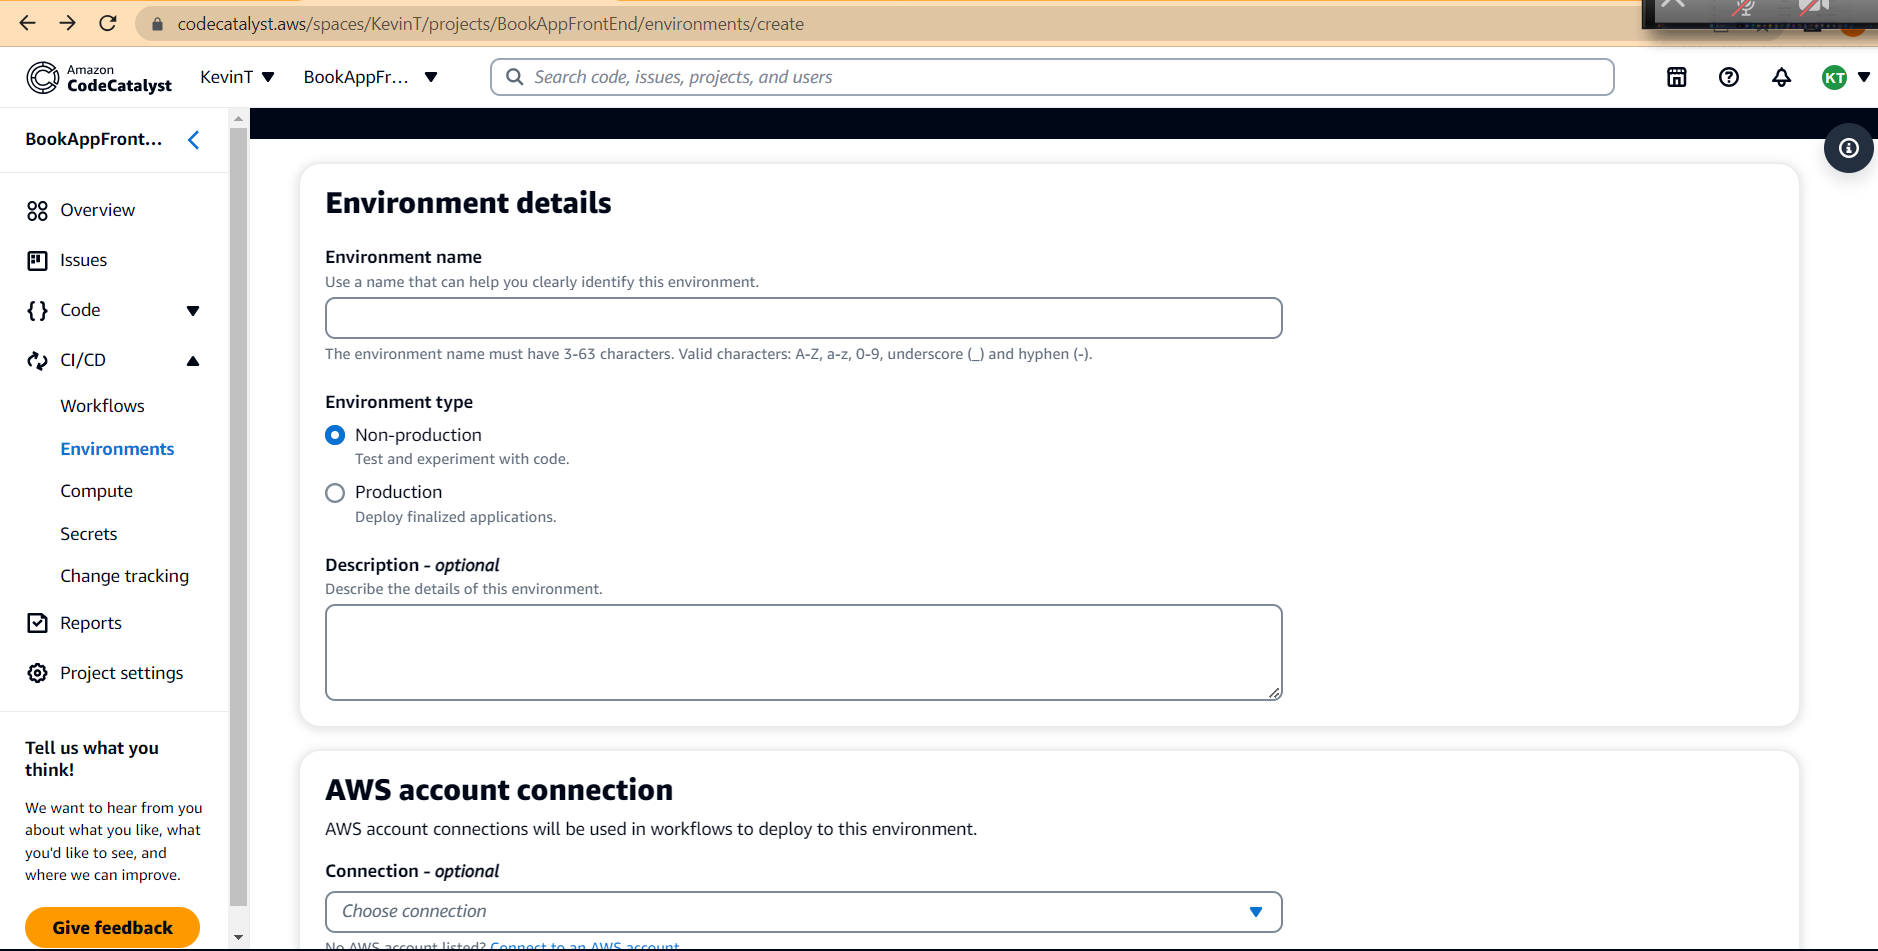 codecatalyst.aws/spaces/KevinT/projects/BookAppFrontEnd/environments/create
Amazon
CodeCatalyst
KevinT
BookAppFr...
Search code, issues, projects, and users
KT
BookAppFront...
Overview
Issues
Code
CI/CD
Workflows
Environments
Compute
Secrets
Change tracking
Reports
Project settings
Tell us what you
think!
We want to hear from you
about what you like, what
you'd like to see, and
where we can improve.
Give feedback
Environment details
Environment name
Use a name that can help you clearly identify this environment.
The environment name must have 3-63 characters. Valid characters: A-Z, a-z, 0-9, underscore (_) and hyphen (-).
Environment type
Non-production
Test and experiment with code.
Production
Deploy finalized applications.
Description - optional
Describe the details of this environment.
AWS account connection
AWS account connections will be used in workflows to deploy to this environment.
Connection - optional
Choose connection
No AWS account listed? Connect to an AWS account